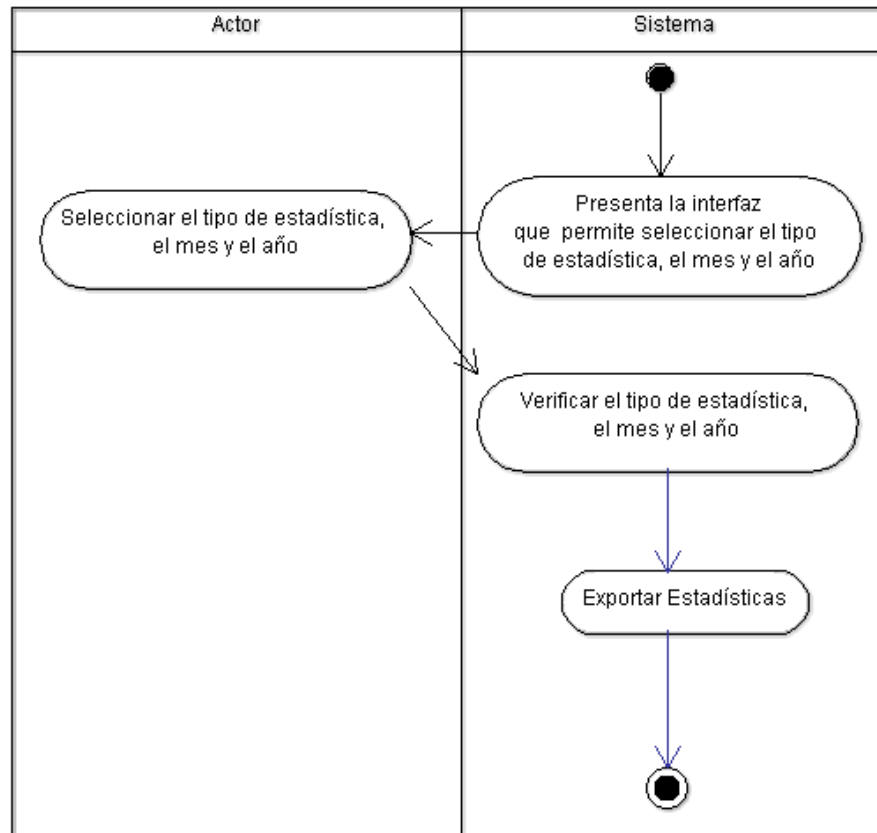 Actor
Sistema
Presenta la interfaz
que permite seleccionar el tipo
de estadística, el mes y el año
Seleccionar el tipo de estadística,
el mes y el año
Verificar el tipo de estadística,
el mes y el año
Exportar Estadísticas